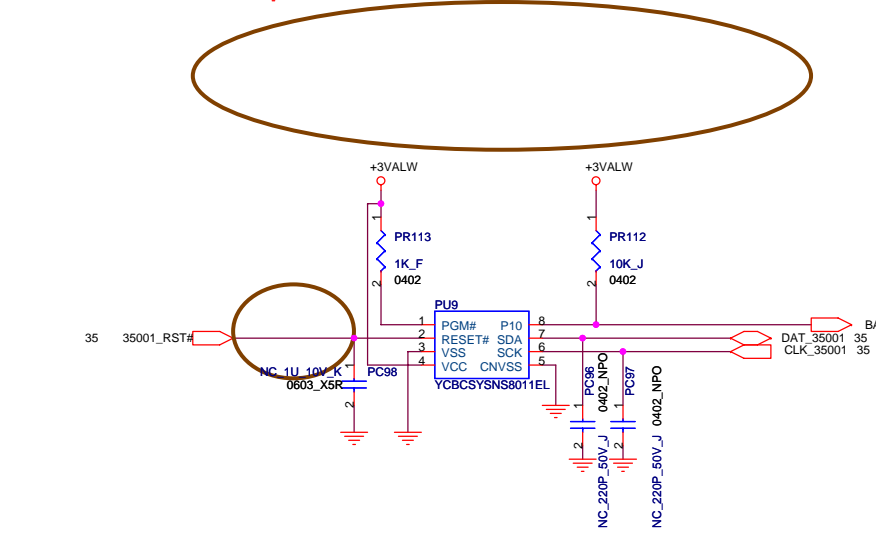 +3VALW
+3VALW
1
PR113
1K_F
0402
2
1
PR112
10K_J
0402
2
PU9
1 PGM# P10 8
2 RESET# SDA 7
3 VSS SCK 6
4 VCC CNVSS 5
YCBCSYSNS8011EL
35 35001_RST#
BA
DAT_35001 35
CLK_35001 35
NC_1U_10V_K
0603_X5R
1
PC98
2
PC96
0402_NPO
1
2
NC_220P_50V_J
PC97
0402_NPO
1
2
NC_220P_50V_J